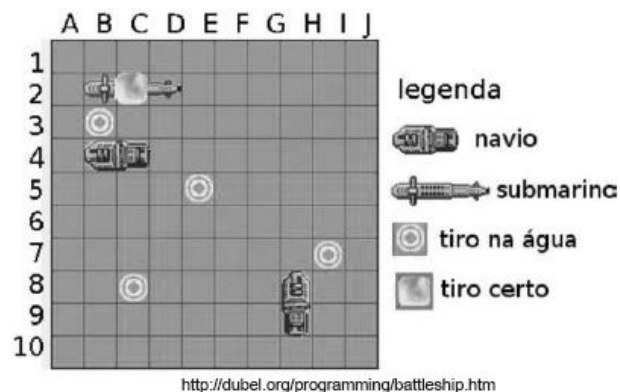 A B C D E F G H I J
1
2
3
4
5
6
7
8
9
10
legenda
navio
submarino
tiro na água
tiro certo
http://dubel.org/programming/battleship.htm